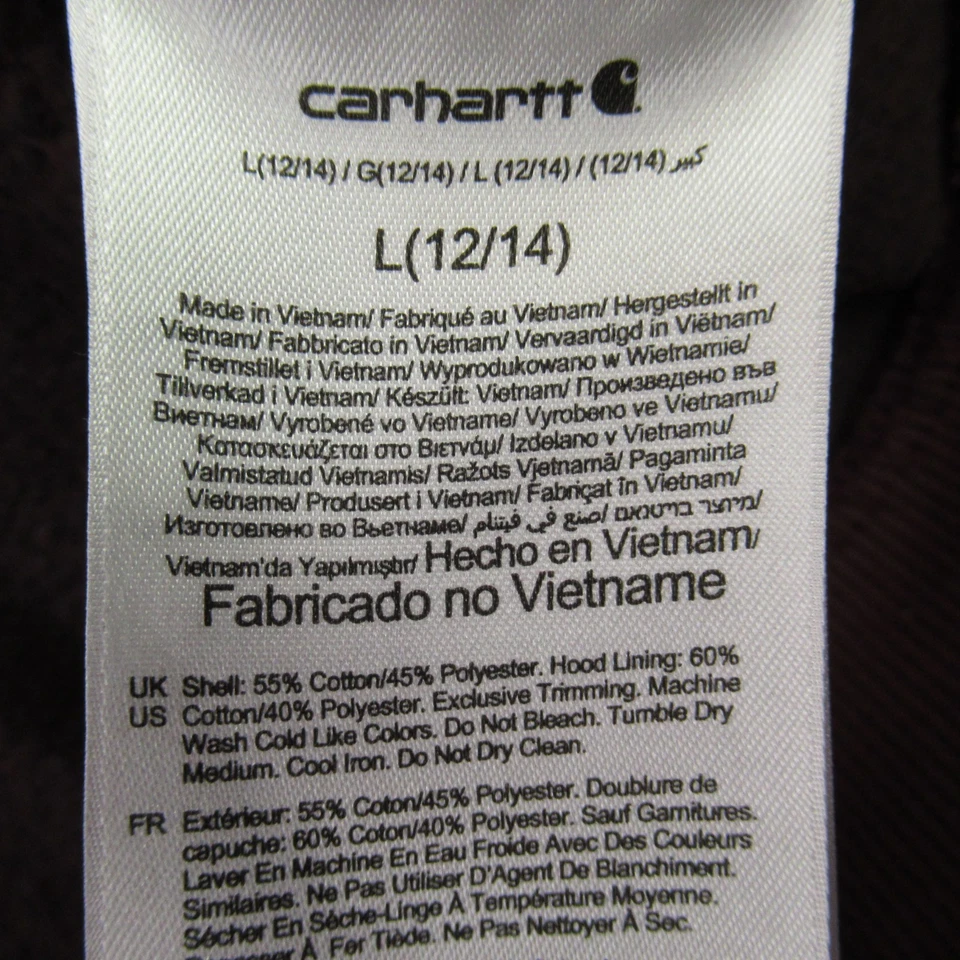 carhartt
L(12/14) / G(12/14) / L (12/14) / (12/14) كبير
L(12/14)
Made in Vietnam/ Fabriqué au Vietnam/ Hergestellt in
Vietnam/ Fabbricato in Vietnam/ Vervaardigd in Viëtnam/
Fremstillet i Vietnam/ Wyprodukowano w Wietnamie/
Tillverkad i Vietnam/ Készült: Vietnam/ Произведено във
Виетнам/ Vyrobené vo Vietname/ Vyrobeno ve Vietnamu/
Κατασκευάζεται στο Βιετνάμ/ Izdelano v Vietnamu/
Valmistatud Vietnamis/ Ražots Vjetnamā/ Pagaminta
Vietname/ Produsert i Vietnam/ Fabricat în Vietnam/
Изготовлено во Вьетнаме/ صنع في فيتنام/ מיוצר בויטנאם/
Vietnam'da Yapılmıştır/ Hecho en Vietnam/
Fabricado no Vietname
UK Shell: 55% Cotton/45% Polyester. Hood Lining: 60%
US Cotton/40% Polyester. Exclusive Trimming. Machine
Wash Cold Like Colors. Do Not Bleach. Tumble Dry
Medium. Cool Iron. Do Not Dry Clean.
FR Extérieur: 55% Coton/45% Polyester. Doublure de
capuche: 60% Coton/40% Polyester. Sauf Garnitures.
Laver En Machine En Eau Froide Avec Des Couleurs
Similaires. Ne Pas Utiliser D'Agent De Blanchiment.
Sécher En Sèche-Linge À Température Moyenne.
À Fer Tiède. Ne Pas Nettoyer À Sec.